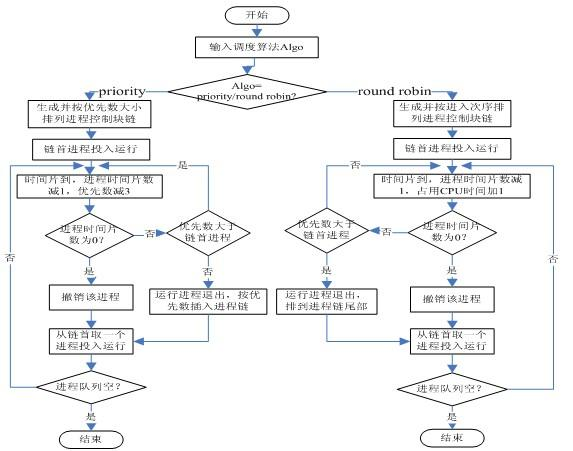 开始
输入调度算法Algo
Algo=
priority/round robin?
priority
round robin
生成并按优先数大小
排列进程控制块链
链首进程投入运行
是
时间片到，进程时间片数
减1，优先数减3
进程时间片
数为0?
否
优先数大于
链首进程
否
是
否
撤销该进程
运行进程退出，按优
先数插入进程链
从链首取一个
进程投入运行
进程队列空?
是
结束
生成并按进入次序排
列进程控制块链
链首进程投入运行
否
时间片到，进程时间片数减
1，占用CPU时间加1
优先数大于
链首进程
否
进程时间片
数为0?
是
是
否
运行进程退出，
排到进程链尾部
撤销该进程
从链首取一个
进程投入运行
进程队列空?
是
结束